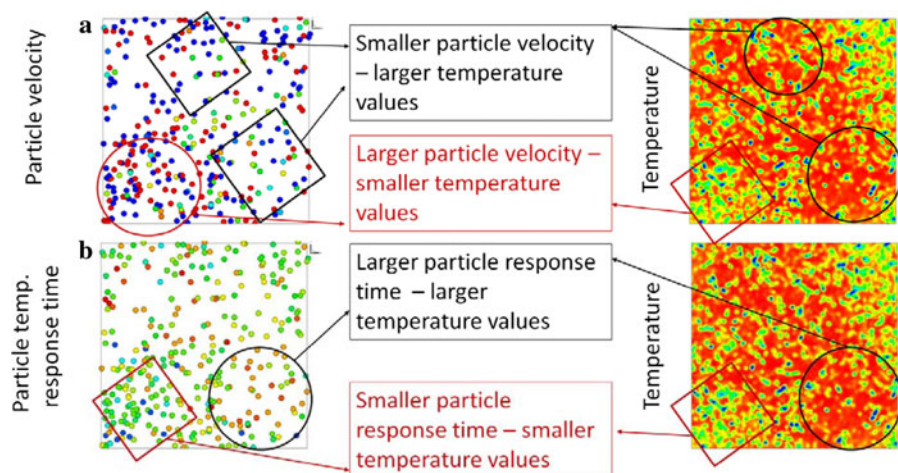 a
Particle velocity
Smaller particle velocity
– larger temperature
values
Larger particle velocity –
smaller temperature
values
Temperature
b
Particle temp.
response time
Larger particle response
time – larger
temperature values
Smaller particle
response time – smaller
temperature values
Temperature